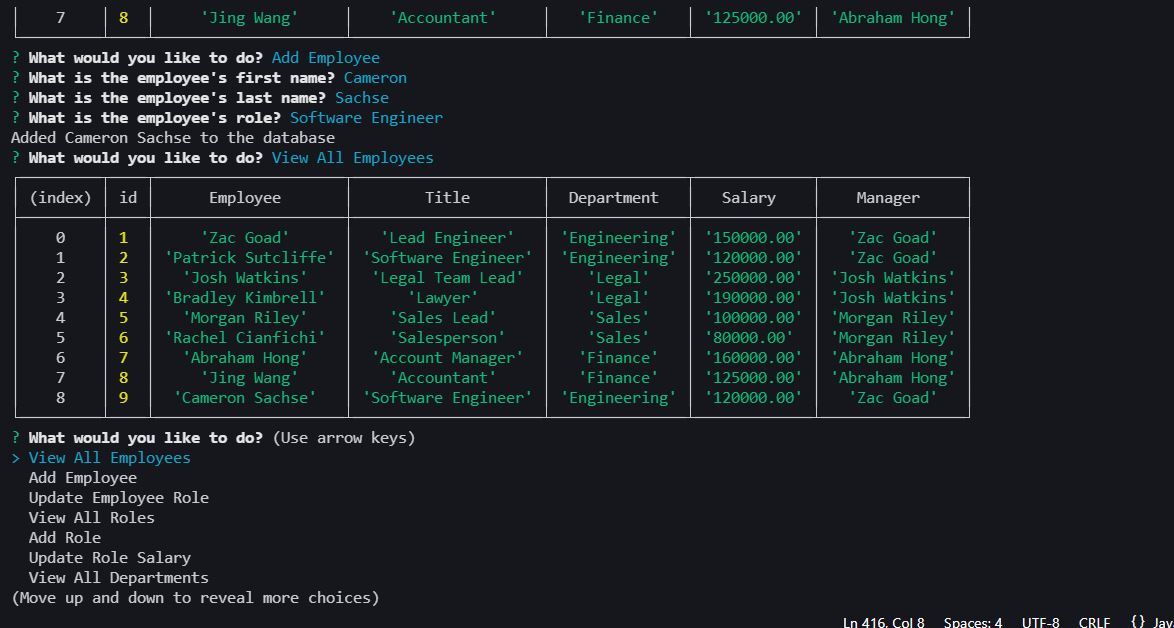 7 8 'Jing Wang' 'Accountant' 'Finance' '125000.00' 'Abraham Hong'
? What would you like to do? Add Employee
? What is the employee's first name? Cameron
? What is the employee's last name? Sachse
? What is the employee's role? Software Engineer
Added Cameron Sachse to the database
? What would you like to do? View All Employees
(index) id Employee Title Department Salary Manager
0 1 'Zac Goad' 'Lead Engineer' 'Engineering' '150000.00' 'Zac Goad'
1 2 'Patrick Sutcliffe' 'Software Engineer' 'Engineering' '120000.00' 'Zac Goad'
2 3 'Josh Watkins' 'Legal Team Lead' 'Legal' '250000.00' 'Josh Watkins'
3 4 'Bradley Kimbrell' 'Lawyer' 'Legal' '190000.00' 'Josh Watkins'
4 5 'Morgan Riley' 'Sales Lead' 'Sales' '100000.00' 'Morgan Riley'
5 6 'Rachel Cianfichi' 'Salesperson' 'Sales' '80000.00' 'Morgan Riley'
6 7 'Abraham Hong' 'Account Manager' 'Finance' '160000.00' 'Abraham Hong'
7 8 'Jing Wang' 'Accountant' 'Finance' '125000.00' 'Abraham Hong'
8 9 'Cameron Sachse' 'Software Engineer' 'Engineering' '120000.00' 'Zac Goad'
? What would you like to do? (Use arrow keys)
> View All Employees
Add Employee
Update Employee Role
View All Roles
Add Role
Update Role Salary
View All Departments
(Move up and down to reveal more choices)
Ln 416, Col 8 Spaces: 4 UTF-8 CRLF {} Jav